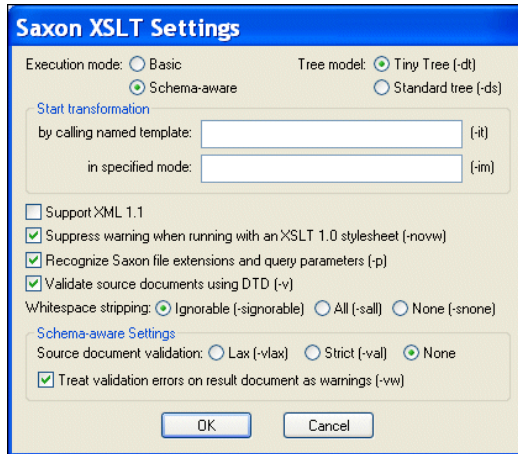 Saxon XSLT Settings
Execution mode: Basic Tree model: Tiny Tree (-dt)
Schema-aware Standard tree (-ds)
Start transformation
by calling named template: (-it)
in specified mode: (-im)
Support XML 1.1
Suppress warning when running with an XSLT 1.0 stylesheet (-novw)
Recognize Saxon file extensions and query parameters (-p)
Validate source documents using DTD (-v)
Whitespace stripping: Ignorable (-signorable) All (-sall) None (-snone)
Schema-aware Settings
Source document validation: Lax (-vlax) Strict (-val) None
Treat validation errors on result document as warnings (-vw)
OK Cancel